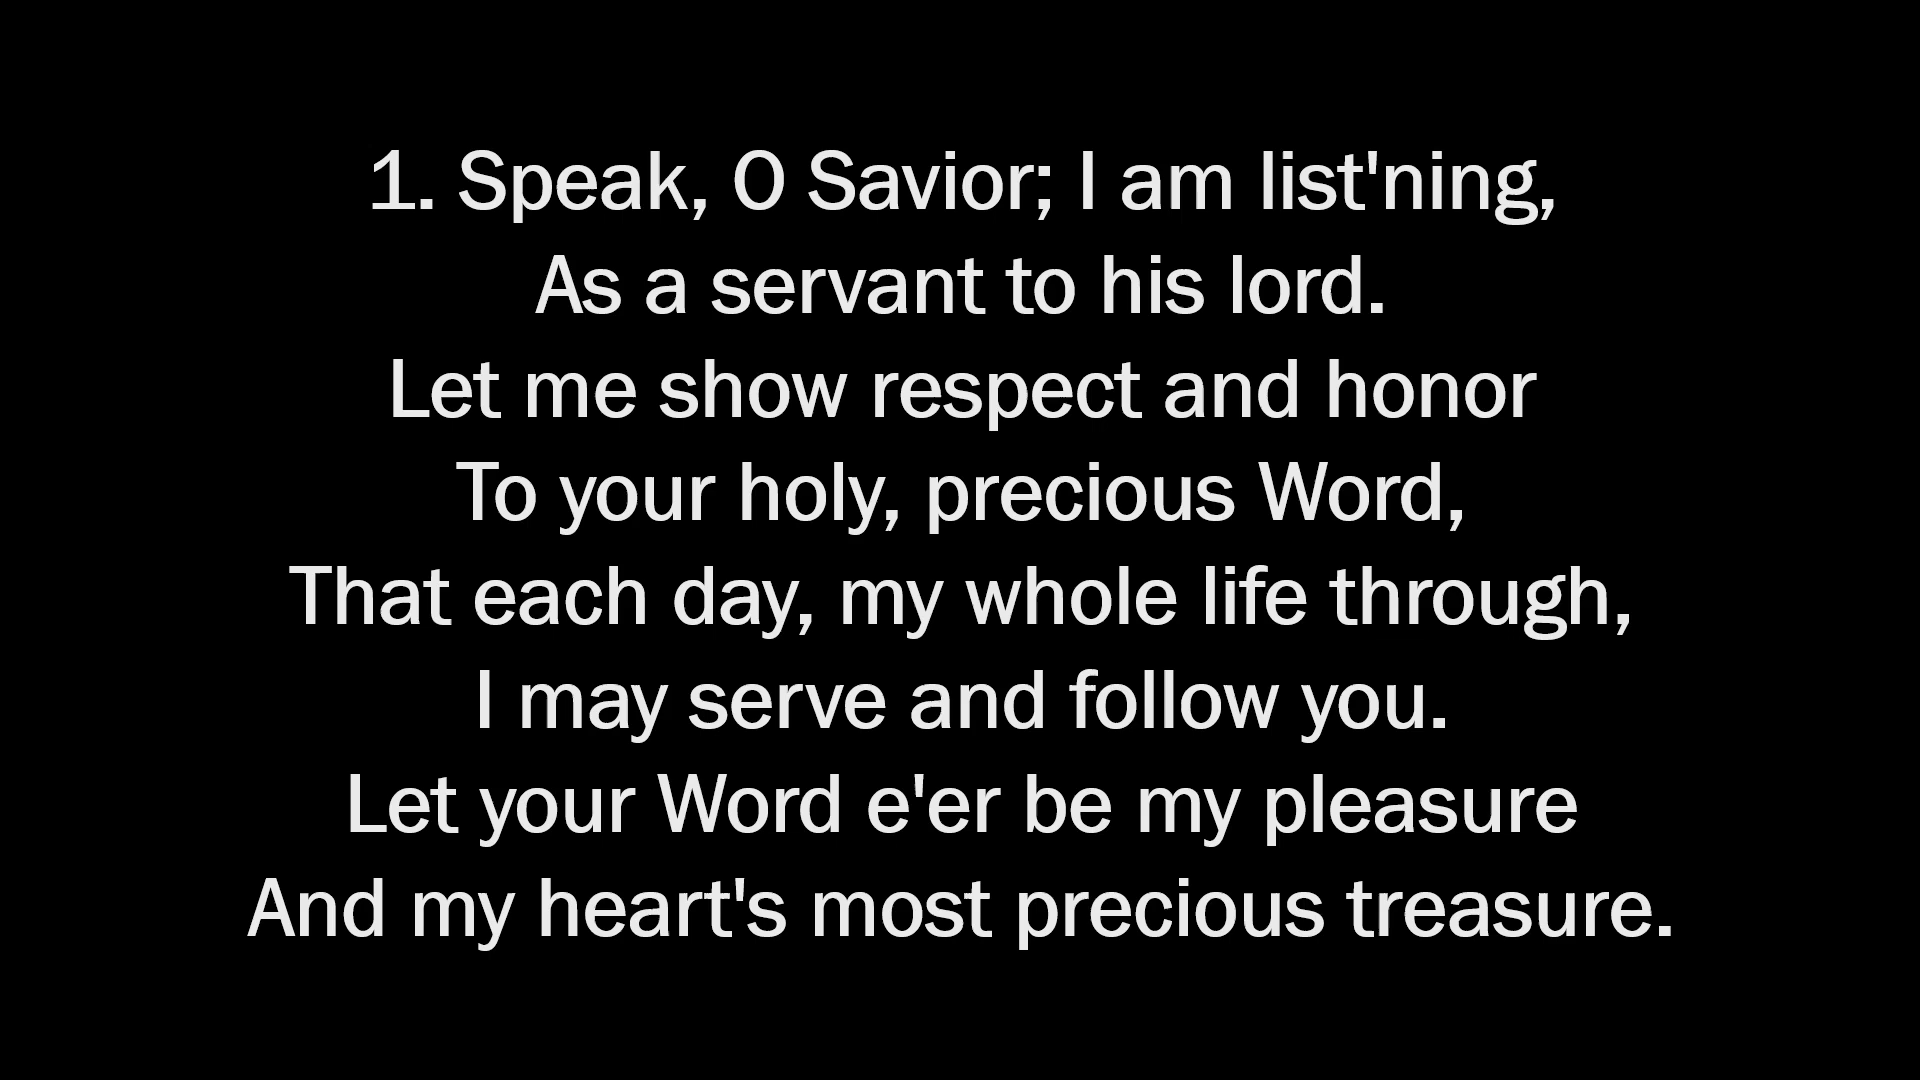 1. Speak, O Savior; I am list'ning,
As a servant to his lord.
Let me show respect and honor
To your holy, precious Word,
That each day, my whole life through,
I may serve and follow you.
Let your Word e'er be my pleasure
And my heart's most precious treasure.